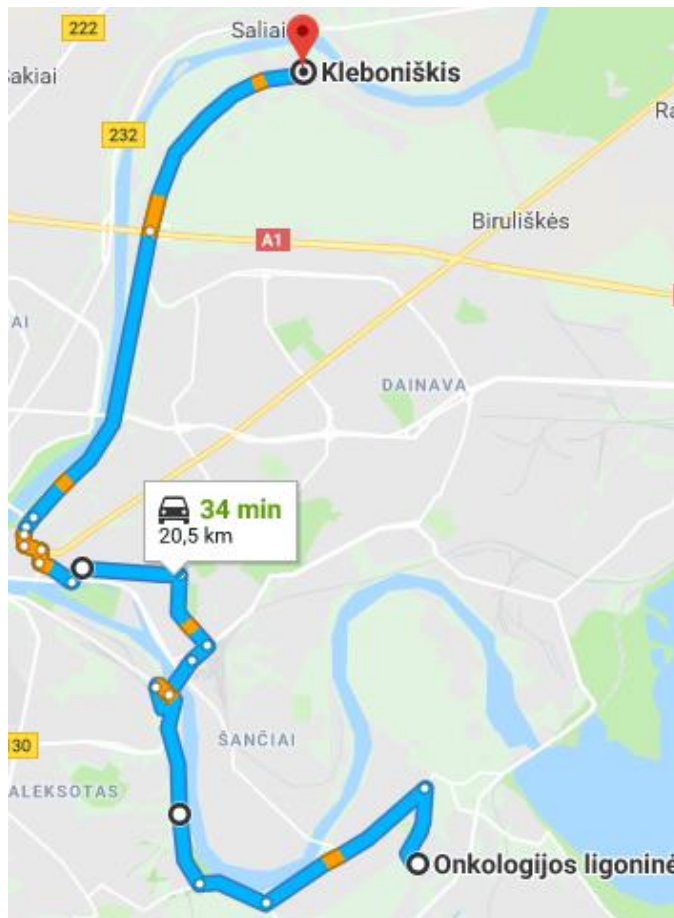 222
Saliai
Kleboniškis
akiai
Ra
232
Biruliškės
A1
AI
DAINAVA
34 min
20,5 km
ŠANČIAI
130
ALEKSOTAS
Onkologijos ligoninė